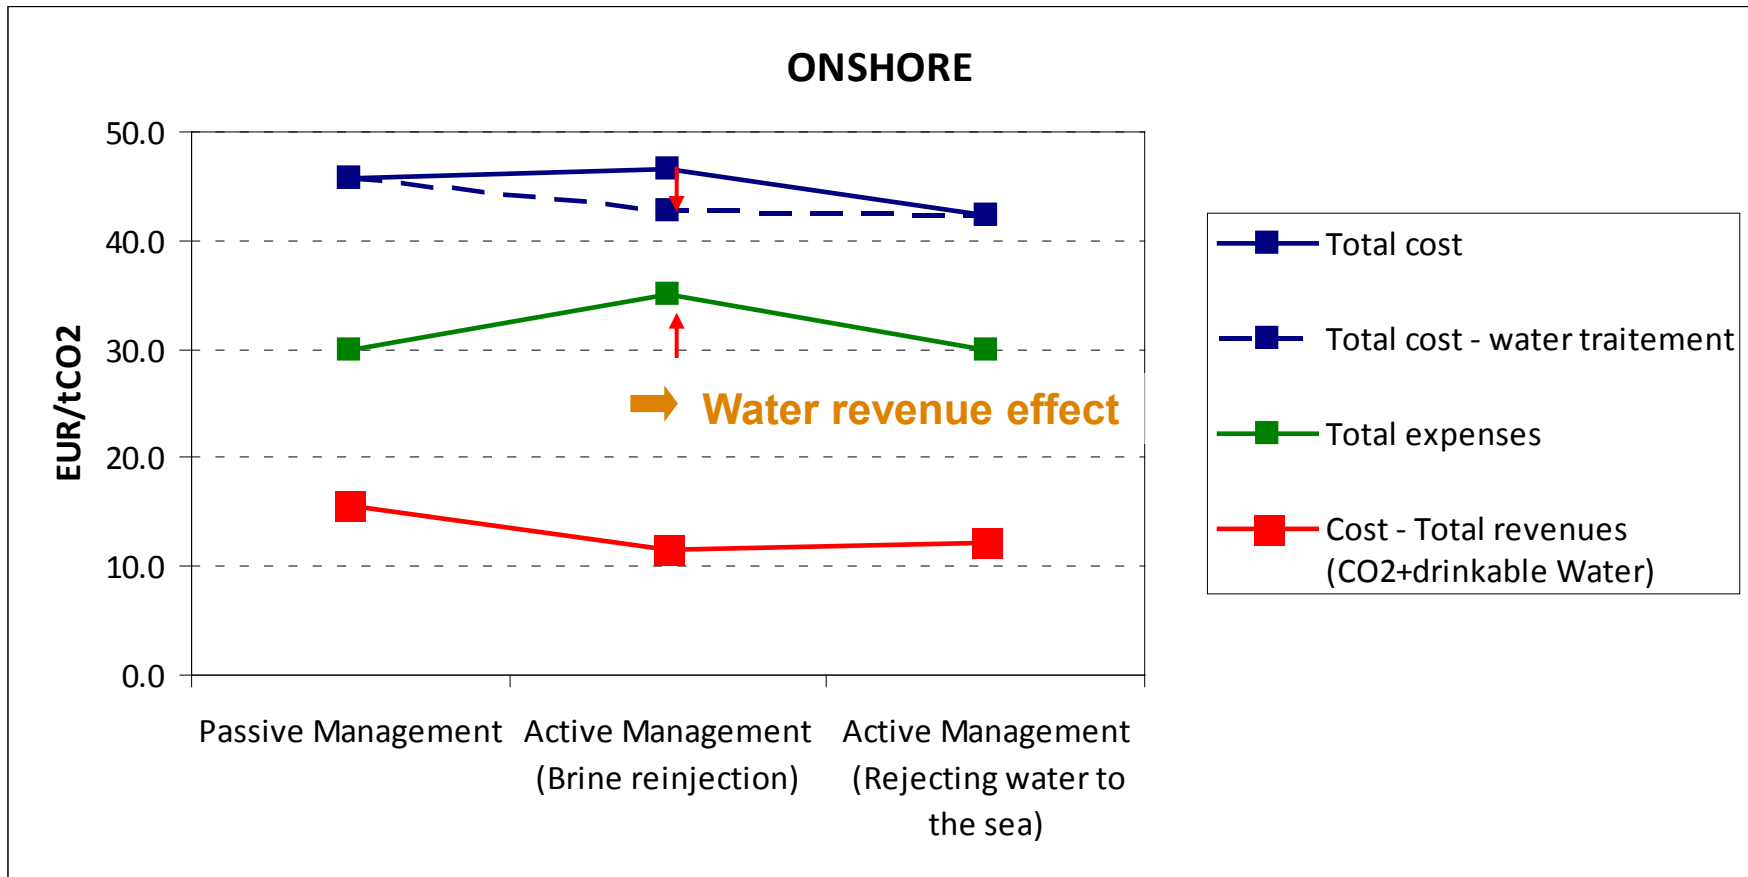 ONSHORE
50.0
40.0
30.0
20.0
10.0
0.0
EUR/tCO2
Water revenue effect
Passive Management
Active Management
(Brine reinjection)
Active Management
(Rejecting water to
the sea)
Total cost
Total cost - water traitement
Total expenses
Cost - Total revenues
(CO2+drinkable Water)